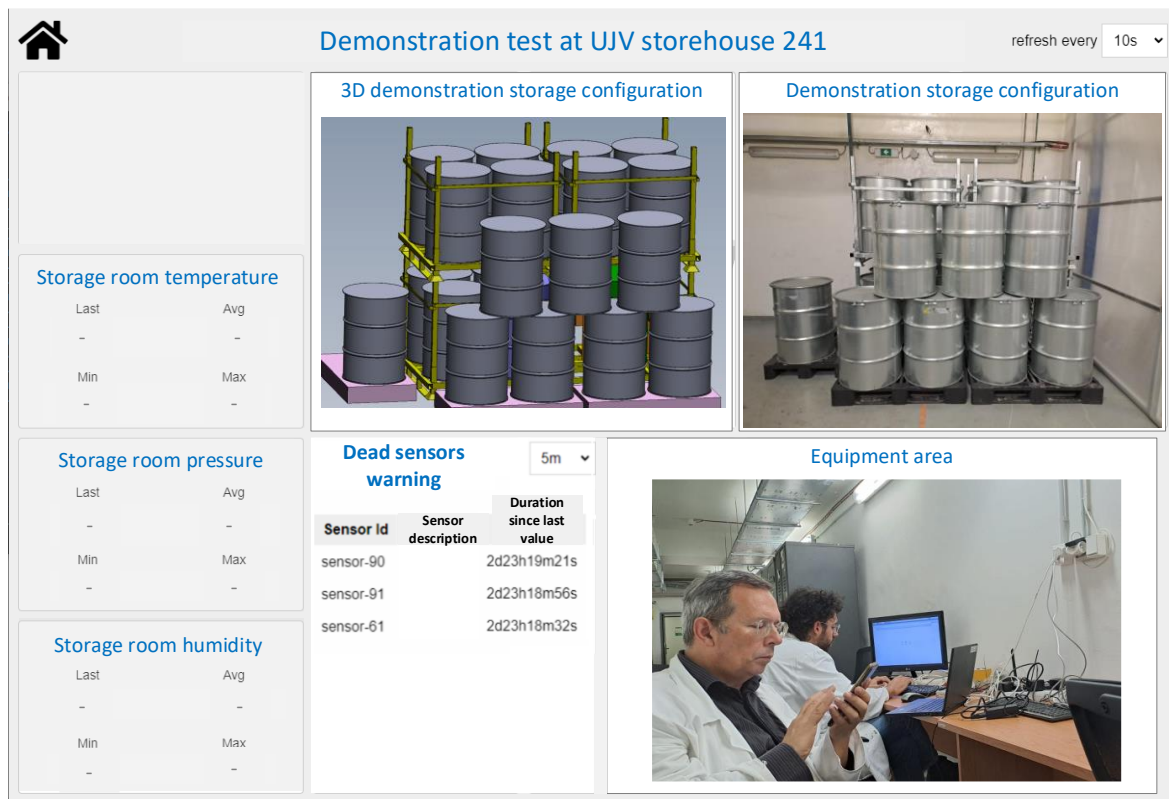 Demonstration test at UJV storehouse 241
refresh every 10s
3D demonstration storage configuration
Demonstration storage configuration
Storage room temperature
Last Avg
- -
Min Max
- -
Storage room pressure
Last Avg
- -
Min Max
- -
Storage room humidity
Last Avg
- -
Min Max
- -
Dead sensors
warning
5m
Sensor Id
Sensor
description
Duration
since last
value
sensor-90 2d23h19m21s
sensor-91 2d23h18m56s
sensor-61 2d23h18m32s
Equipment area